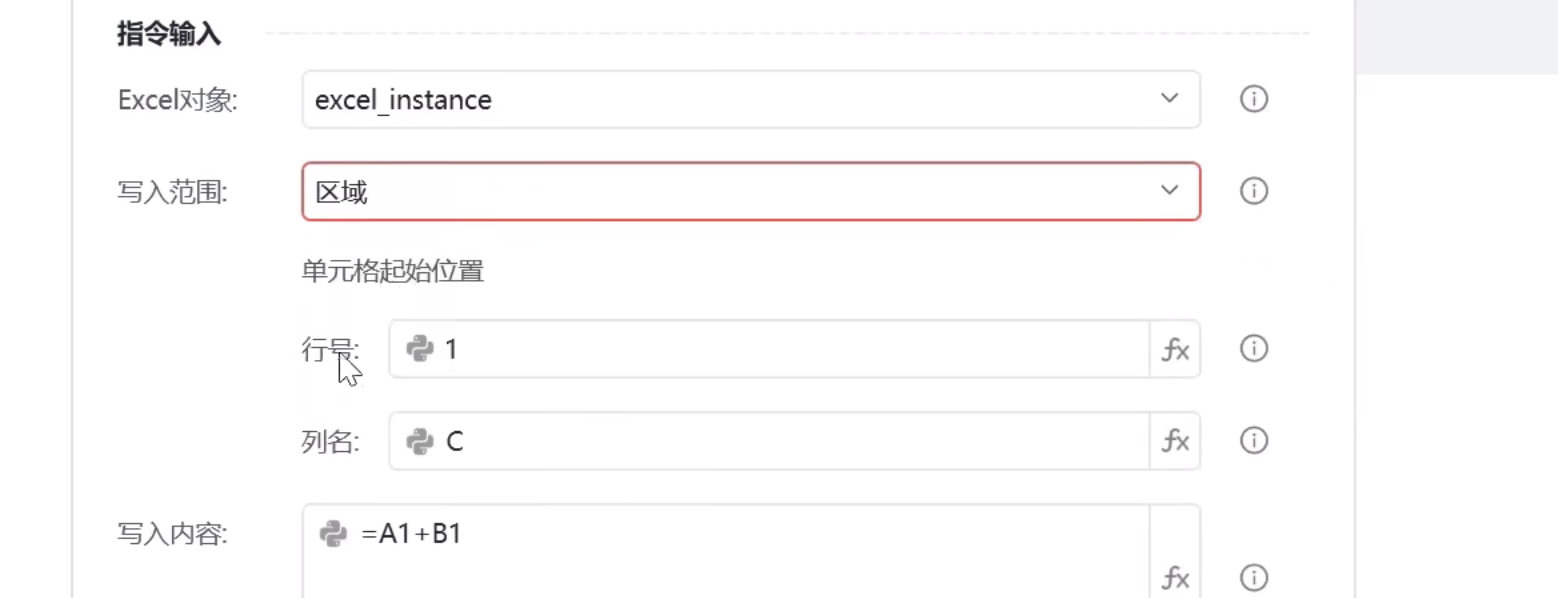 指令输入
Excel对象: excel_instance
写入范围: 区域
单元格起始位置
行号: 1 fx
列名: C fx
写入内容: =A1+B1
fx